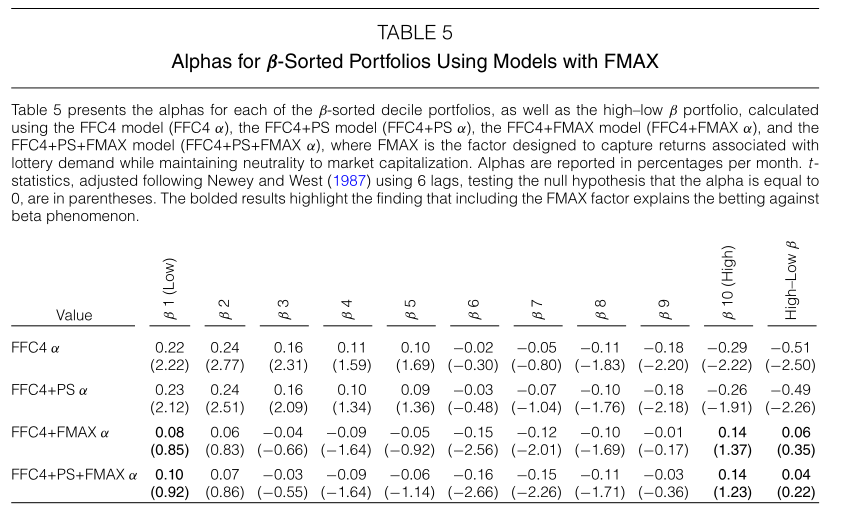 TABLE 5
Alphas for β-Sorted Portfolios Using Models with FMAX
Table 5 presents the alphas for each of the β-sorted decile portfolios, as well as the high–low β portfolio, calculated
using the FFC4 model (FFC4 α), the FFC4+PS model (FFC4+PS α), the FFC4+FMAX model (FFC4+FMAX α), and the
FFC4+PS+FMAX model (FFC4+PS+FMAX α), where FMAX is the factor designed to capture returns associated with
lottery demand while maintaining neutrality to market capitalization. Alphas are reported in percentages per month. t-
statistics, adjusted following Newey and West (1987) using 6 lags, testing the null hypothesis that the alpha is equal to
0, are in parentheses. The bolded results highlight the finding that including the FMAX factor explains the betting against
beta phenomenon.
Value β 1 (Low) β 2 β 3 β 4 β 5 β 6 β 7 β 8 β 9 β 10 (High) High–Low β
FFC4 α 0.22 0.24 0.16 0.11 0.10 −0.02 −0.05 −0.11 −0.18 −0.29 −0.51
(2.22) (2.77) (2.31) (1.59) (1.69) (−0.30) (−0.80) (−1.83) (−2.20) (−2.22) (−2.50)
FFC4+PS α 0.23 0.24 0.16 0.10 0.09 −0.03 −0.07 −0.10 −0.18 −0.26 −0.49
(2.12) (2.51) (2.09) (1.34) (1.36) (−0.48) (−1.04) (−1.76) (−2.18) (−1.91) (−2.26)
FFC4+FMAX α 0.08 0.06 −0.04 −0.09 −0.05 −0.15 −0.12 −0.10 −0.01 0.14 0.06
(0.85) (0.83) (−0.66) (−1.64) (−0.92) (−2.56) (−2.01) (−1.69) (−0.17) (1.37) (0.35)
FFC4+PS+FMAX α 0.10 0.07 −0.03 −0.09 −0.06 −0.16 −0.15 −0.11 −0.03 0.14 0.04
(0.92) (0.86) (−0.55) (−1.64) (−1.14) (−2.66) (−2.26) (−1.71) (−0.36) (1.23) (0.22)